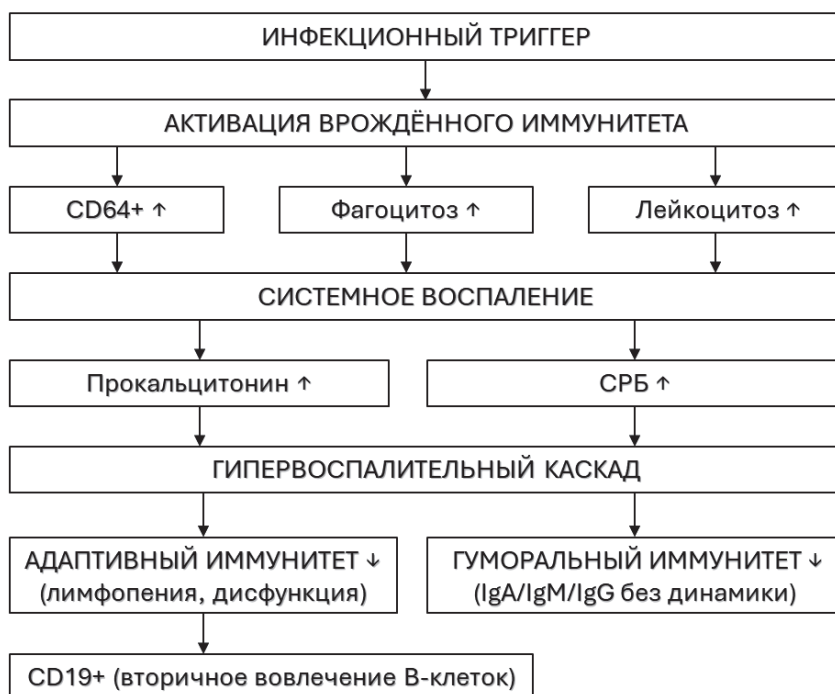 ИНФЕКЦИОННЫЙ ТРИГГЕР
АКТИВАЦИЯ ВРОЖДЁННОГО ИММУНИТЕТА
CD64+ ↑
Фагоцитоз ↑
Лейкоцитоз ↑
СИСТЕМНОЕ ВОСПАЛЕНИЕ
Прокальцитонин ↑
СРБ ↑
ГИПЕРВОСПАЛИТЕЛЬНЫЙ КАСКАД
АДАПТИВНЫЙ ИММУНИТЕТ ↓
(лимфопения, дисфункция)
ГУМОРАЛЬНЫЙ ИММУНИТЕТ ↓
(IgA/IgM/IgG без динамики)
CD19+ (вторичное вовлечение В-клеток)